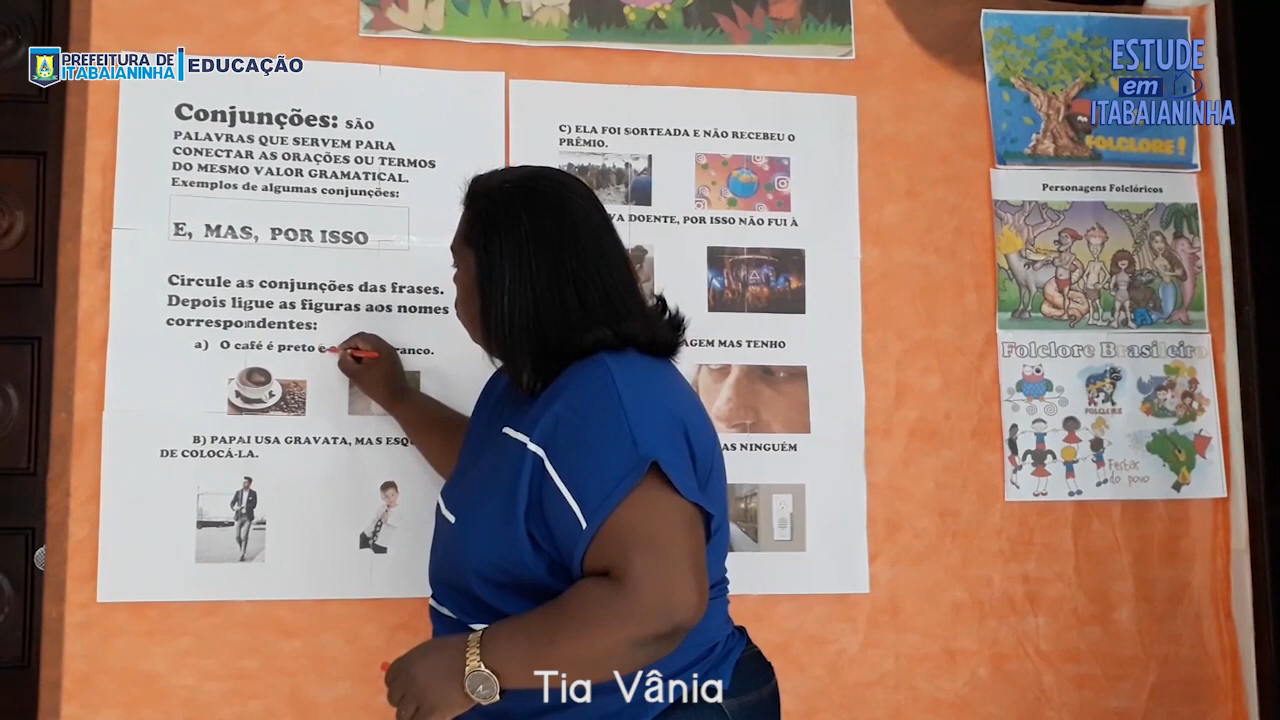 PREFEITURA DE
ITABAIANINHA
EDUCAÇÃO
ESTUDE
em
ITABAIANINHA
Conjunções: SÃO
PALAVRAS QUE SERVEM PARA
CONECTAR AS ORAÇÕES OU TERMOS
DO MESMO VALOR GRAMATICAL.
Exemplos de algumas conjunções:
E, MAS, POR ISSO
Circule as conjunções das frases.
Depois ligue as figuras aos nomes
correspondentes:
a) O café é preto e
B) PAPAI USA GRAVATA, MAS
DE COLOCÁ-LA.
C) ELA FOI SORTEADA E NÃO RECEBEU O
PRÊMIO.
DOENTE, POR ISSO NÃO FUI À
MAS TENHO
NINGUÉM
FOLCLORE!
Personagens Folclóricos
Folclore Brasileiro
FOLCLORE
Festas
do povo
Tia Vânia